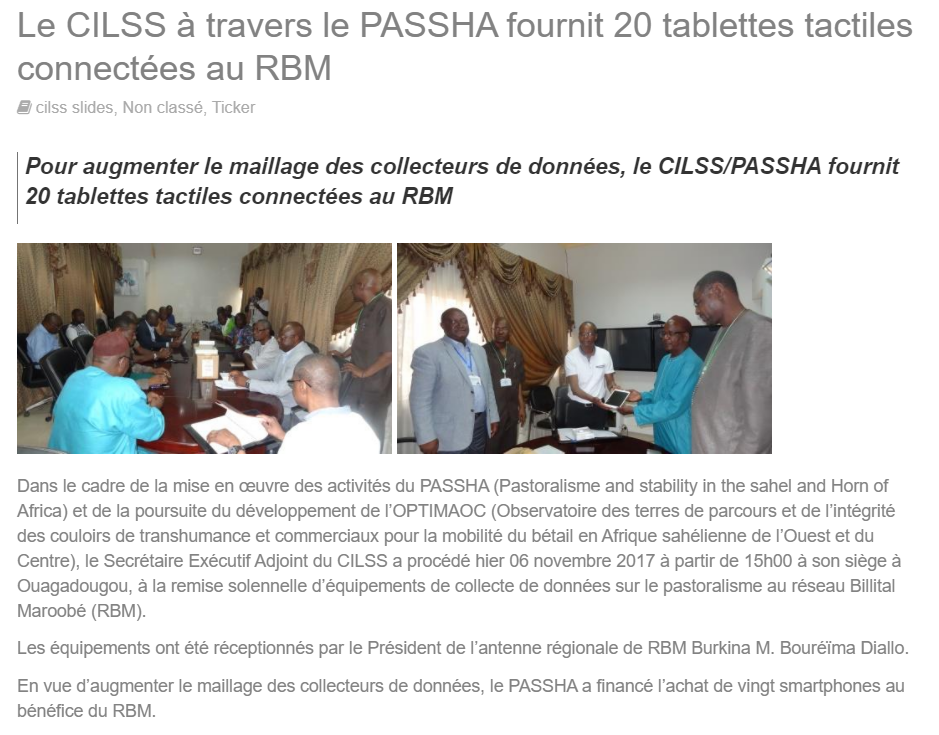 Le CILSS à travers le PASSHA fournit 20 tablettes tactiles
connectées au RBM
cilss slides, Non classé, Ticker
Pour augmenter le maillage des collecteurs de données, le CILSS/PASSHA fournit
20 tablettes tactiles connectées au RBM
Dans le cadre de la mise en œuvre des activités du PASSHA (Pastoralisme and stability in the sahel and Horn of
Africa) et de la poursuite du développement de l’OPTIMAOC (Observatoire des terres de parcours et de l’intégrité
des couloirs de transhumance et commerciaux pour la mobilité du bétail en Afrique sahélienne de l’Ouest et du
Centre), le Secrétaire Exécutif Adjoint du CILSS a procédé hier 06 novembre 2017 à partir de 15h00 à son siège à
Ouagadougou, à la remise solennelle d’équipements de collecte de données sur le pastoralisme au réseau Billital
Maroobé (RBM).
Les équipements ont été réceptionnés par le Président de l’antenne régionale de RBM Burkina M. Bouréïma Diallo.
En vue d’augmenter le maillage des collecteurs de données, le PASSHA a financé l’achat de vingt smartphones au
bénéfice du RBM.